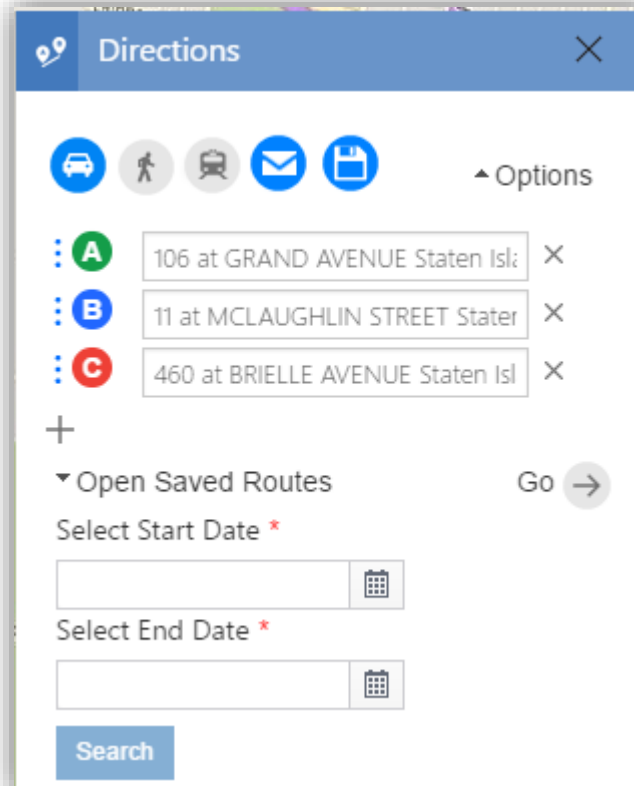 Directions
Options
A 106 at GRAND AVENUE Staten Isl
B 11 at MCLAUGHLIN STREET Staten
C 460 at BRIELLE AVENUE Staten Isl
Open Saved Routes Go
Select Start Date *
Select End Date *
Search